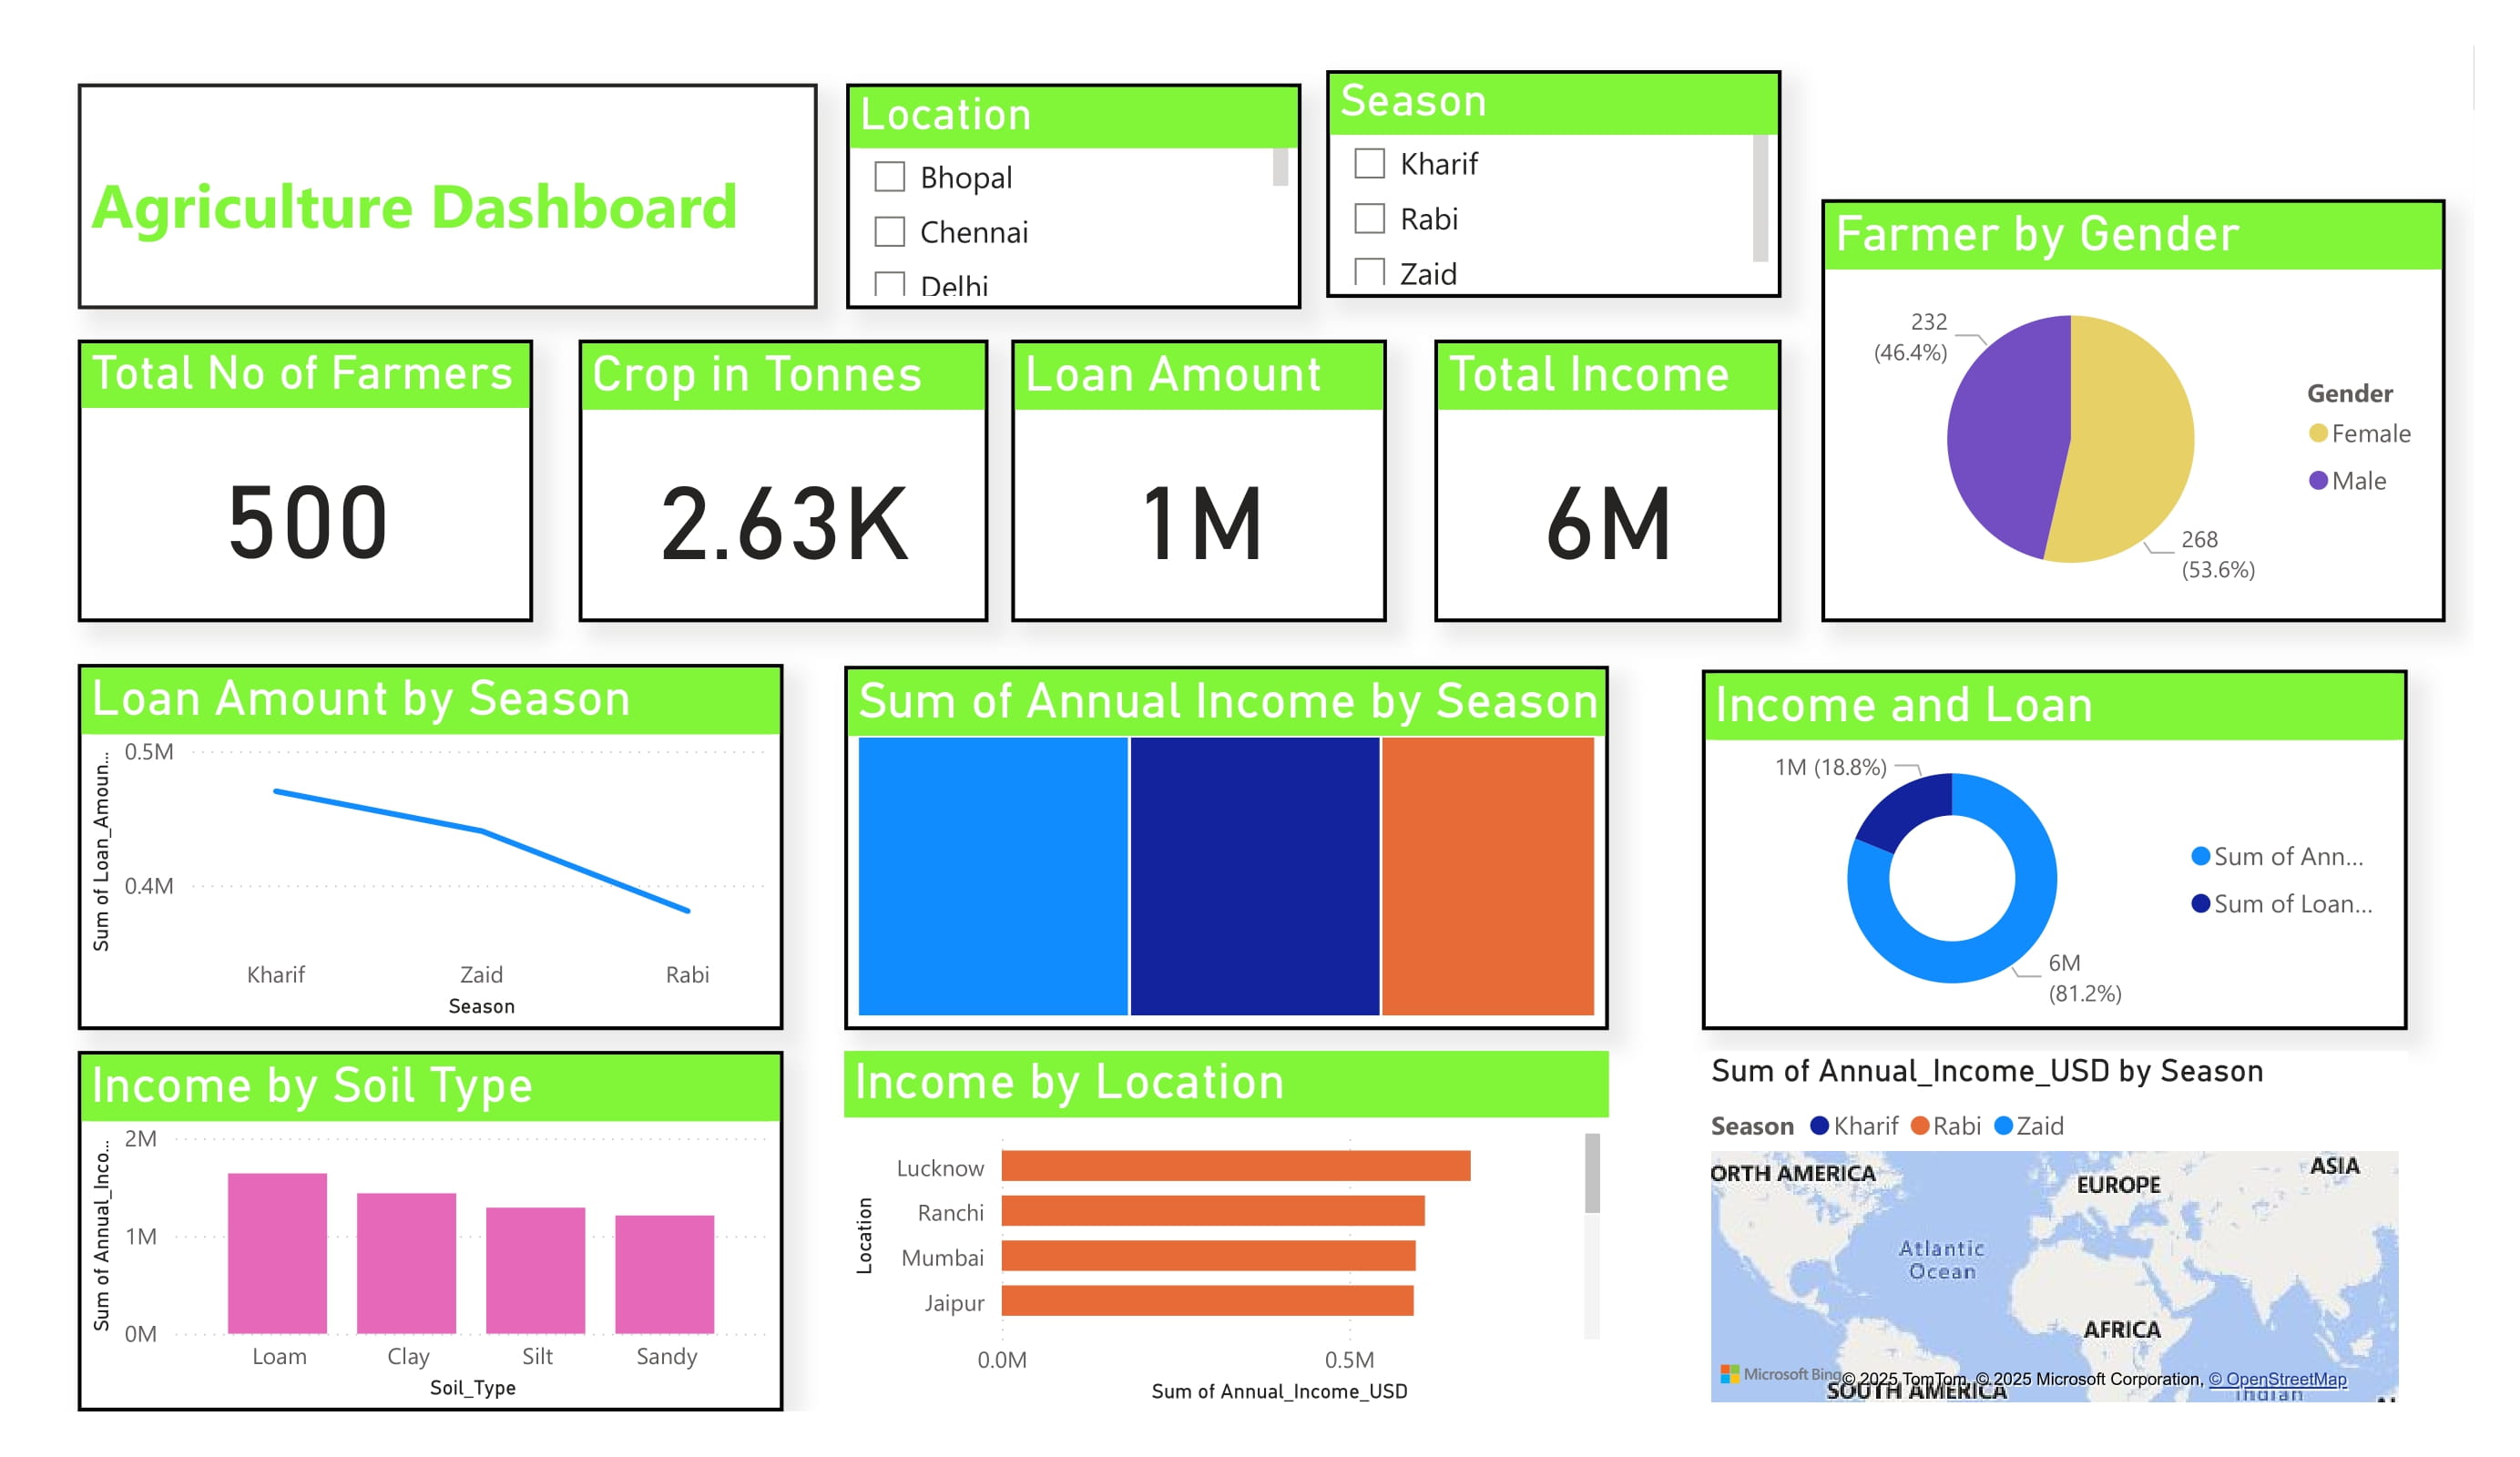 Agriculture Dashboard
Location
Bhopal
Chennai
Delhi
Season
Kharif
Rabi
Zaid
Farmer by Gender
232
(46.4%)
268
(53.6%)
Gender
Female
Male
Total No of Farmers
500
Crop in Tonnes
2.63K
Loan Amount
1M
Total Income
6M
Loan Amount by Season
Sum of Loan_Amoun...
0.5M
0.4M
Kharif
Zaid
Rabi
Season
Sum of Annual Income by Season
Income and Loan
1M (18.8%)
6M
(81.2%)
Sum of Ann...
Sum of Loan...
Income by Soil Type
Sum of Annual_Inco...
2M
1M
0M
Loam
Clay
Silt
Sandy
Soil_Type
Income by Location
Location
Lucknow
Ranchi
Mumbai
Jaipur
0.0M
0.5M
Sum of Annual_Income_USD
Sum of Annual_Income_USD by Season
Season Kharif Rabi Zaid
ORTH AMERICA
ASIA
EUROPE
Atlantic
Ocean
AFRICA
Microsoft Bing
© 2025 TomTom, © 2025 Microsoft Corporation, © OpenStreetMap
SOUTH AMERICA
Indian